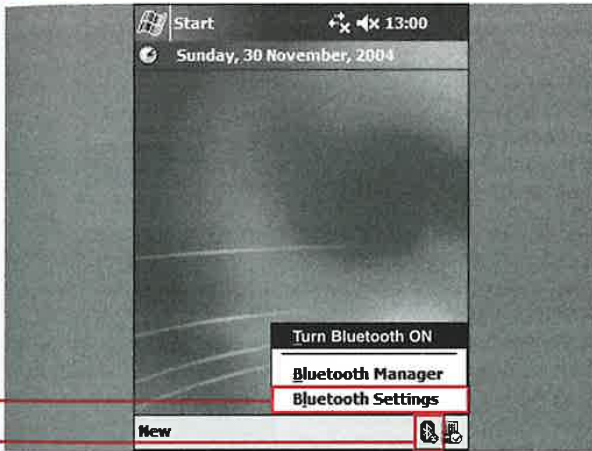 Start 13:00
Sunday, 30 November, 2004
Turn Bluetooth ON
Bluetooth Manager
Bluetooth Settings
New